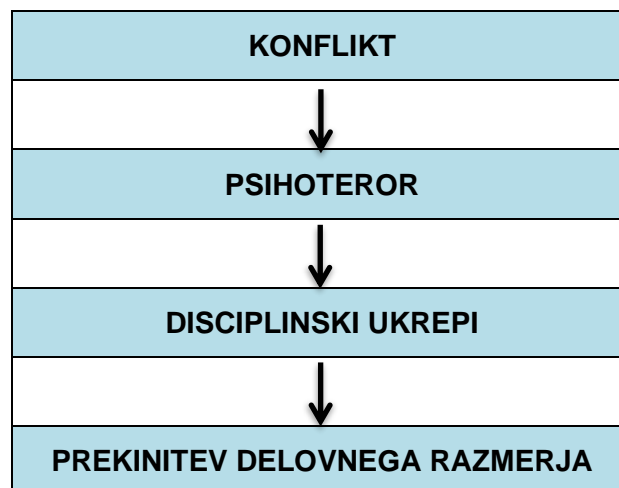 KONFLIKT
PSIHOTEROR
DISCIPLINSKI UKREPI
PREKINITEV DELOVNEGA RAZMERJA